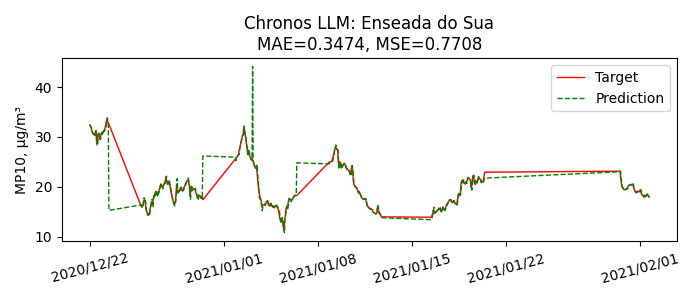 Chronos LLM: Enseada do Sua
MAE=0.3474, MSE=0.7708
MP10, µg/m³
40
30
20
10
Target
Prediction
2020/12/22
2021/01/01
2021/01/08
2021/01/15
2021/01/22
2021/02/01